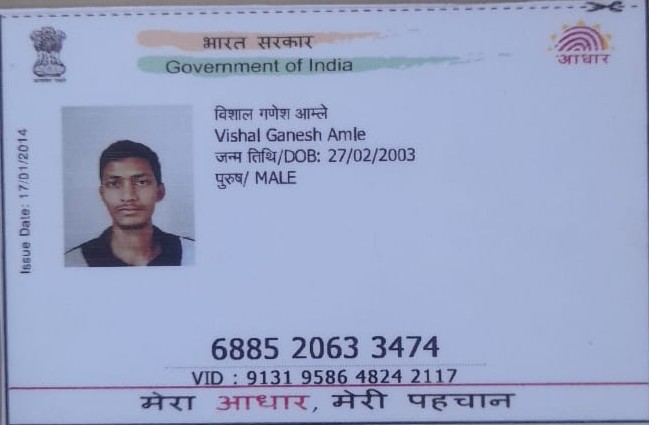 भारत सरकार
Government of India
आधार
Issue Date: 17/01/2014
विशाल गणेश आम्ले
Vishal Ganesh Amle
जन्म तिथि/DOB: 27/02/2003
पुरुष/ MALE
6885 2063 3474
VID : 9131 9586 4824 2117
मेरा आधार, मेरी पहचान